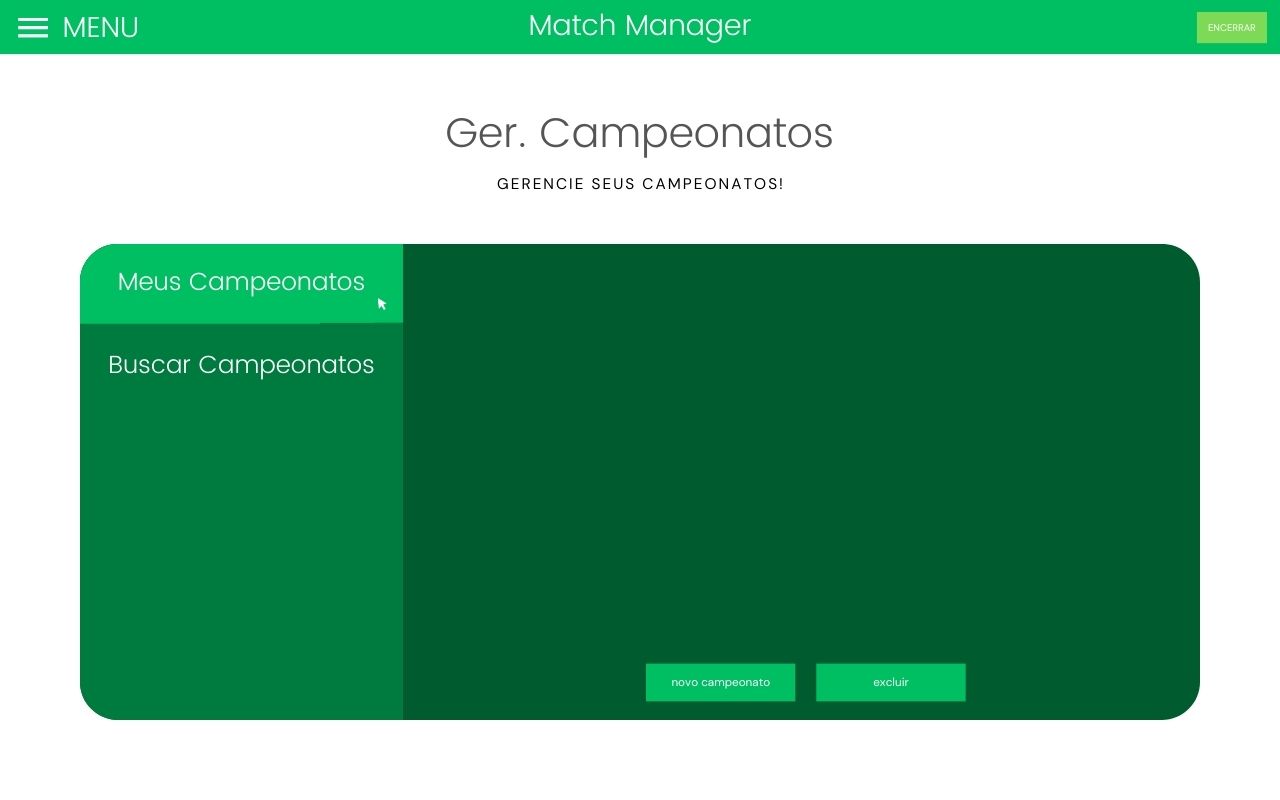 MENU
Match Manager
ENCERRAR
Ger. Campeonatos
GERENCIE SEUS CAMPEONATOS!
Meus Campeonatos
Buscar Campeonatos
novo campeonato
excluir